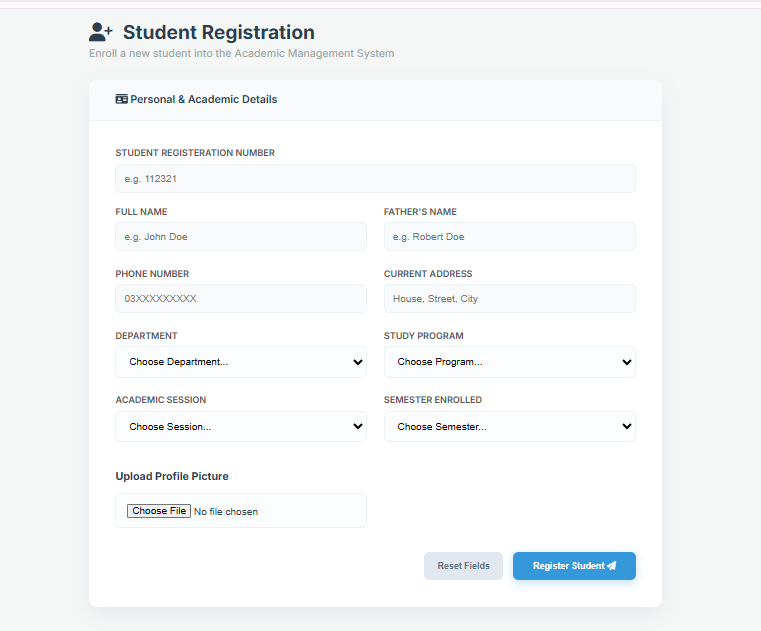 Student Registration
Enroll a new student into the Academic Management System
Personal & Academic Details
STUDENT REGISTERATION NUMBER
e.g. 112321
FULL NAME FATHER'S NAME
e.g. John Doe e.g. Robert Doe
PHONE NUMBER CURRENT ADDRESS
03XXXXXXXXX House, Street, City
DEPARTMENT STUDY PROGRAM
Choose Department... Choose Program...
ACADEMIC SESSION SEMESTER ENROLLED
Choose Session... Choose Semester...
Upload Profile Picture
Choose File No file chosen
Reset Fields Register Student